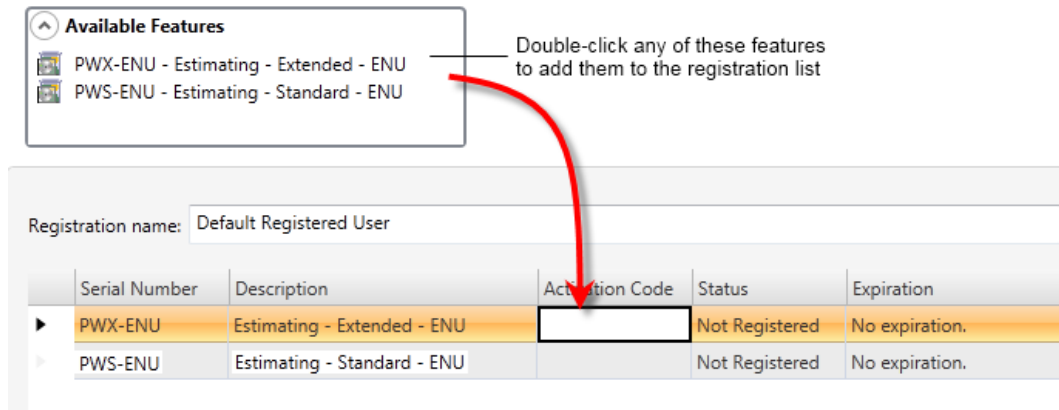 Available Features
PWX-ENU - Estimating - Extended - ENU
PWS-ENU - Estimating - Standard - ENU
Double-click any of these features
to add them to the registration list
Registration name: Default Registered User
Serial Number Description Activation Code Status Expiration
PWX-ENU Estimating - Extended - ENU Not Registered No expiration.
PWS-ENU Estimating - Standard - ENU Not Registered No expiration.